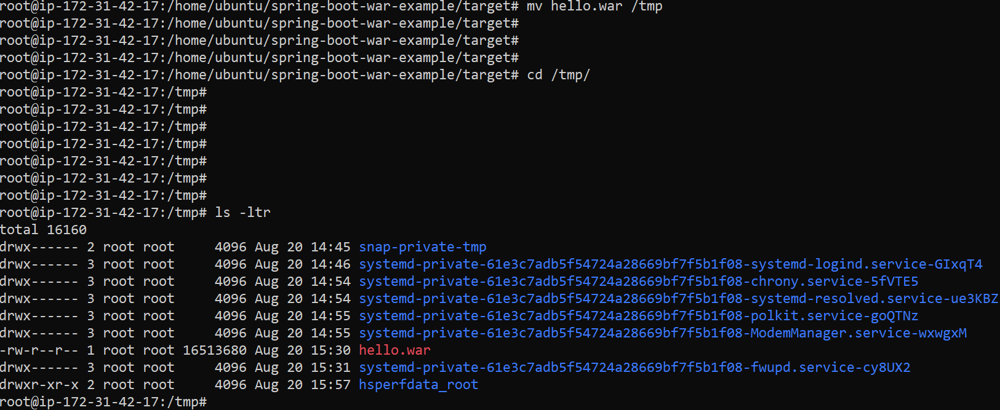 root@ip-172-31-42-17:/home/ubuntu/spring-boot-war-example/target# mv hello.war /tmp
root@ip-172-31-42-17:/home/ubuntu/spring-boot-war-example/target#
root@ip-172-31-42-17:/home/ubuntu/spring-boot-war-example/target#
root@ip-172-31-42-17:/home/ubuntu/spring-boot-war-example/target#
root@ip-172-31-42-17:/home/ubuntu/spring-boot-war-example/target# cd /tmp/
root@ip-172-31-42-17:/tmp#
root@ip-172-31-42-17:/tmp#
root@ip-172-31-42-17:/tmp#
root@ip-172-31-42-17:/tmp#
root@ip-172-31-42-17:/tmp#
root@ip-172-31-42-17:/tmp#
root@ip-172-31-42-17:/tmp#
root@ip-172-31-42-17:/tmp# ls -ltr
total 16160
drwx------ 2 root root     4096 Aug 20 14:45 snap-private-tmp
drwx------ 3 root root     4096 Aug 20 14:46 systemd-private-61e3c7adb5f54724a28669bf7f5b1f08-systemd-logind.service-GIxqT4
drwx------ 3 root root     4096 Aug 20 14:54 systemd-private-61e3c7adb5f54724a28669bf7f5b1f08-chrony.service-5fVTE5
drwx------ 3 root root     4096 Aug 20 14:54 systemd-private-61e3c7adb5f54724a28669bf7f5b1f08-systemd-resolved.service-ue3KBZ
drwx------ 3 root root     4096 Aug 20 14:55 systemd-private-61e3c7adb5f54724a28669bf7f5b1f08-polkit.service-goQTNz
drwx------ 3 root root     4096 Aug 20 14:55 systemd-private-61e3c7adb5f54724a28669bf7f5b1f08-ModemManager.service-wxwgxM
-rw-r--r-- 1 root root 16513680 Aug 20 15:30 hello.war
drwx------ 3 root root     4096 Aug 20 15:31 systemd-private-61e3c7adb5f54724a28669bf7f5b1f08-fwupd.service-cy8UX2
drwxr-xr-x 2 root root     4096 Aug 20 15:57 hsperfdata_root
root@ip-172-31-42-17:/tmp#